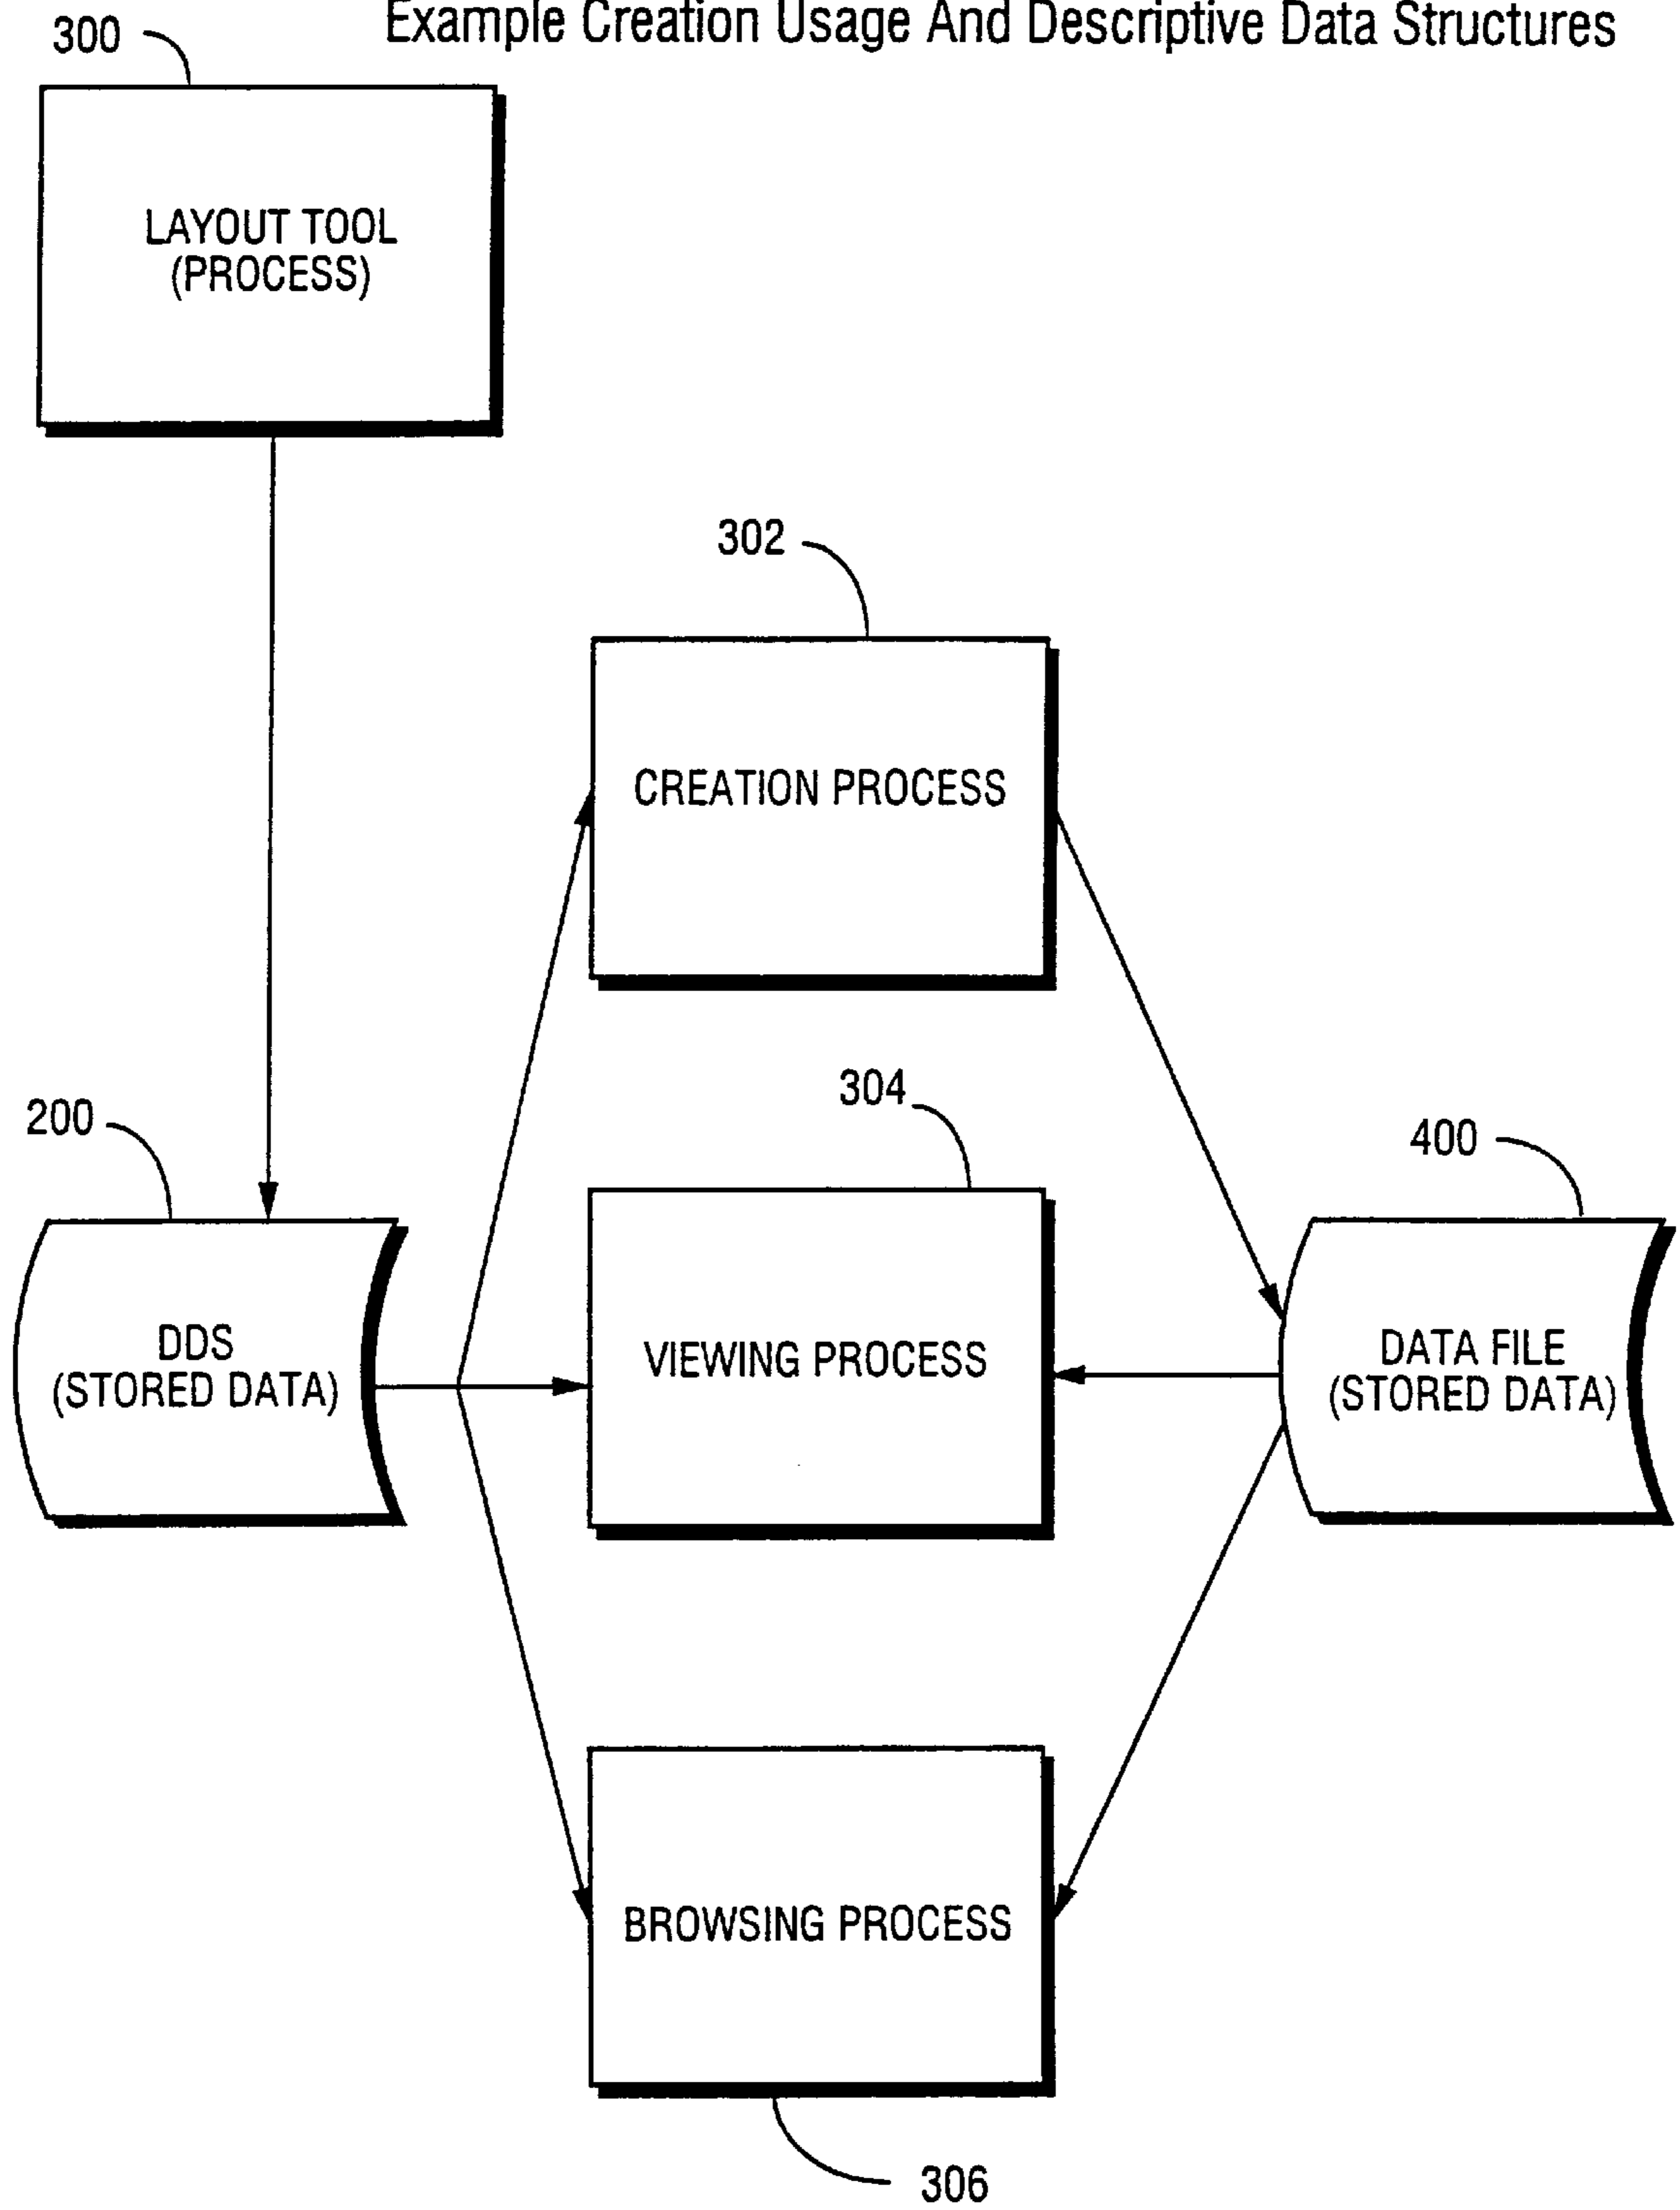 Example Creation Usage And Descriptive Data Structures
300
LAYOUT TOOL
(PROCESS)
302
CREATION PROCESS
304
200
400
DDS
(STORED DATA)
VIEWING PROCESS
DATA FILE
(STORED DATA)
BROWSING PROCESS
306